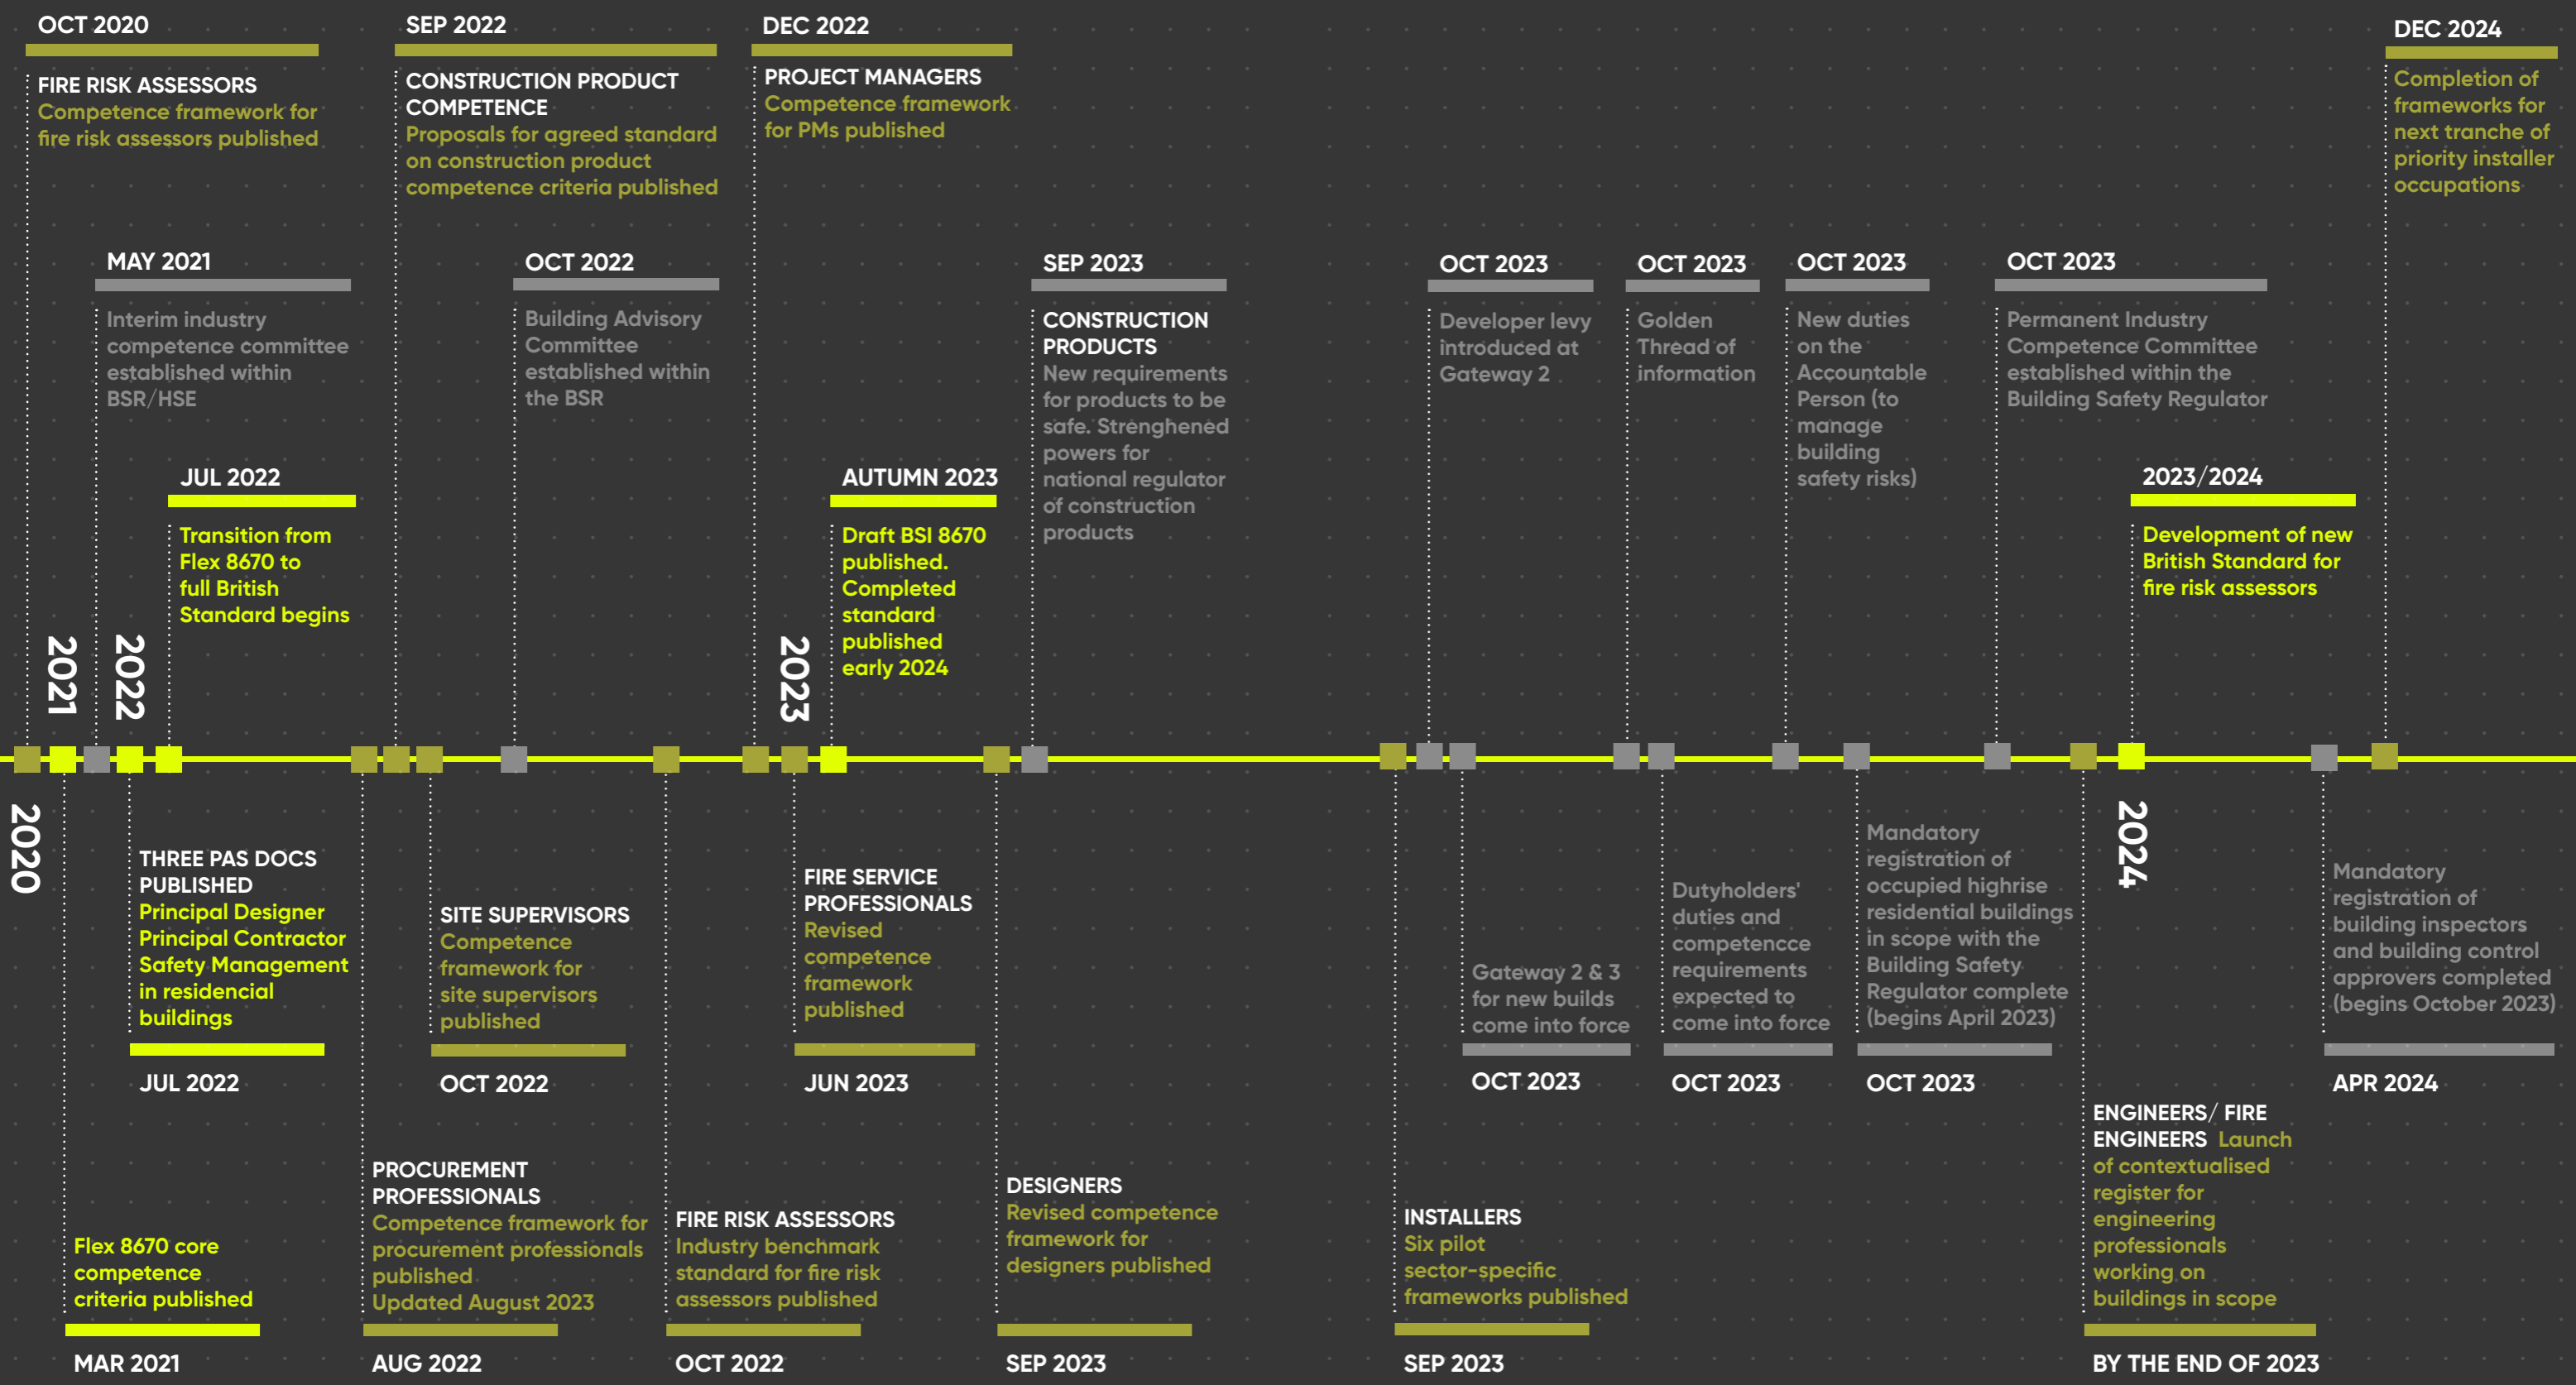 OCT 2020
FIRE RISK ASSESSORS
Competence framework for
fire risk assessors published
SEP 2022
CONSTRUCTION PRODUCT
COMPETENCE
Proposals for agreed standard
on construction product
competence criteria published
DEC 2022
PROJECT MANAGERS
Competence framework
for PMs published
DEC 2024
Completion of
frameworks for
next tranche of
priority installer
occupations
MAY 2021
Interim industry
competence committee
established within
BSR/HSE
OCT 2022
Building Advisory
Committee
established within
the BSR
SEP 2023
CONSTRUCTION
PRODUCTS
New requirements
for products to be
safe. Strenghened
powers for
national regulator
of construction
products
OCT 2023
Developer levy
introduced at
Gateway 2
OCT 2023
Golden
Thread of
information
OCT 2023
New duties
on the
Accountable
Person (to
manage
building
safety risks)
OCT 2023
Permanent Industry
Competence Committee
established within the
Building Safety Regulator
JUL 2022
Transition from
Flex 8670 to
full British
Standard begins
AUTUMN 2023
Draft BSI 8670
published.
Completed
standard
published
early 2024
2023/2024
Development of new
British Standard for
fire risk assessors
2021
2022
2023
2020
2024
THREE PAS DOCS
PUBLISHED
Principal Designer
Principal Contractor
Safety Management
in residencial
buildings
JUL 2022
SITE SUPERVISORS
Competence
framework for
site supervisors
published
OCT 2022
FIRE SERVICE
PROFESSIONALS
Revised
competence
framework
published
JUN 2023
Gateway 2 & 3
for new builds
come into force
OCT 2023
Dutyholders'
duties and
competencce
requirements
expected to
come into force
OCT 2023
Mandatory
registration of
occupied highrise
residential buildings
in scope with the
Building Safety
Regulator complete
(begins April 2023)
OCT 2023
Mandatory
registration of
building inspectors
and building control
approvers completed
(begins October 2023)
APR 2024
Flex 8670 core
competence
criteria published
MAR 2021
PROCUREMENT
PROFESSIONALS
Competence framework for
procurement professionals
published
Updated August 2023
AUG 2022
FIRE RISK ASSESSORS
Industry benchmark
standard for fire risk
assessors published
OCT 2022
DESIGNERS
Revised competence
framework for
designers published
SEP 2023
INSTALLERS
Six pilot
sector-specific
frameworks published
SEP 2023
ENGINEERS/ FIRE
ENGINEERS Launch
of contextualised
register for
engineering
professionals
working on
buildings in scope
BY THE END OF 2023